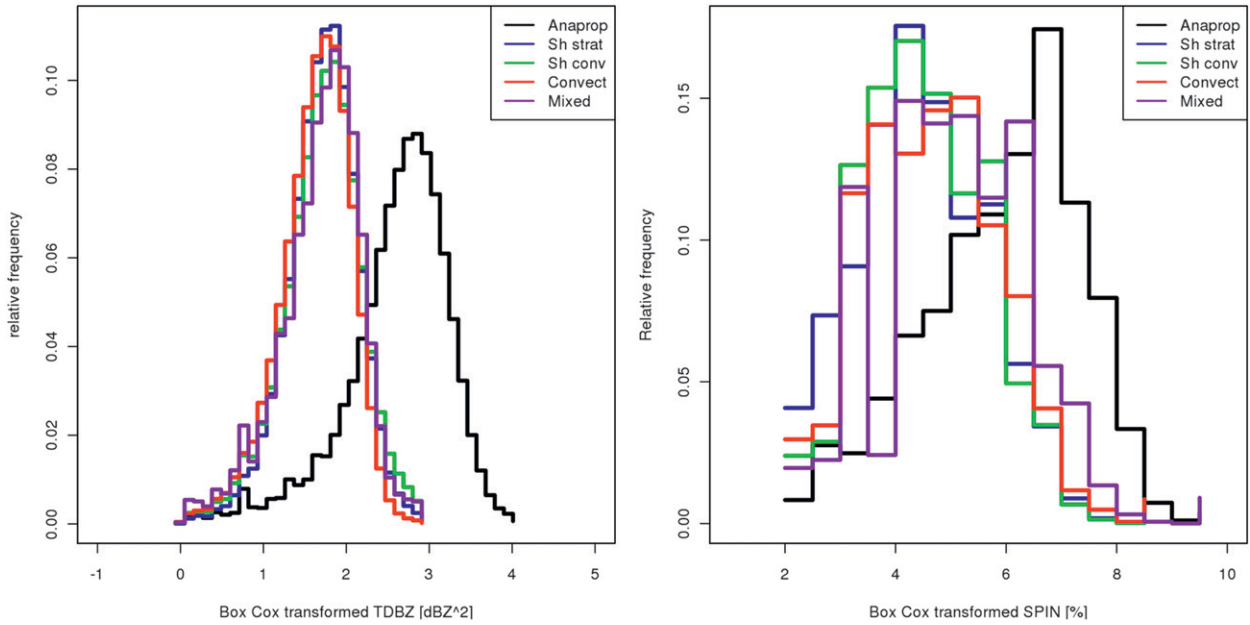 Anaprop
Sh strat
Sh conv
Convect
Mixed
relative frequency
0.10
0.08
0.06
0.04
0.02
0.00
-1 0 1 2 3 4 5
Box Cox transformed TDBZ [dBZ^2]
Anaprop
Sh strat
Sh conv
Convect
Mixed
Relative frequency
0.15
0.10
0.05
0.00
2 4 6 8 10
Box Cox transformed SPIN [%]